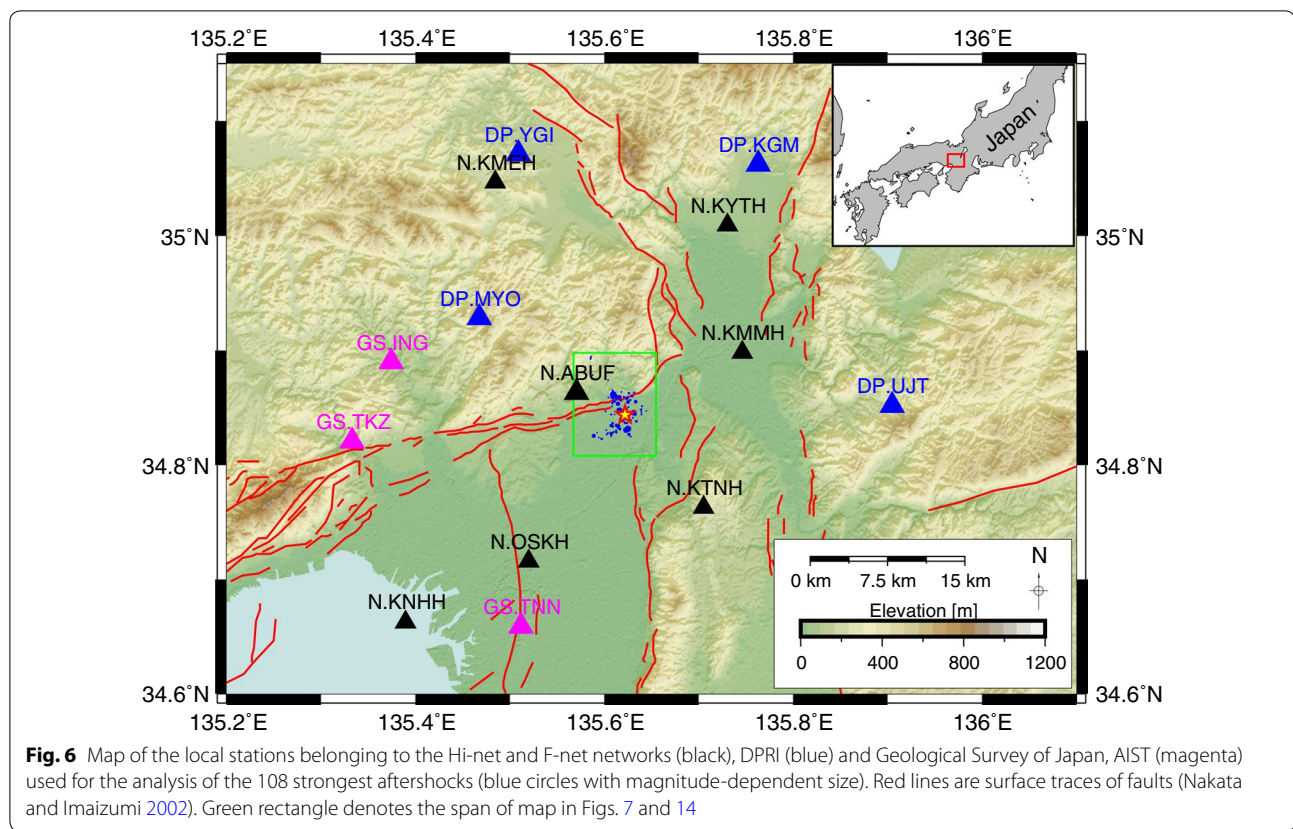 135.2˚E 135.4˚E 135.6˚E 135.8˚E 136˚E
Japan
DP.YGI
DP.KGM
N.KMEH
N.KYTH
35˚N 35˚N
DP.MYO
N.KMMH
GS.ING
N.ABUF
DP.UJT
GS.TKZ
34.8˚N 34.8˚N
N.KTNH
N.OSKH
N
0 km 7.5 km 15 km
N.KNHH
GS.TNN
Elevation [m]
0 400 800 1200
34.6˚N 34.6˚N
135.2˚E 135.4˚E 135.6˚E 135.8˚E 136˚E
Fig. 6 Map of the local stations belonging to the Hi-net and F-net networks (black), DPRI (blue) and Geological Survey of Japan, AIST (magenta)
used for the analysis of the 108 strongest aftershocks (blue circles with magnitude-dependent size). Red lines are surface traces of faults (Nakata
and Imaizumi 2002). Green rectangle denotes the span of map in Figs. 7 and 14